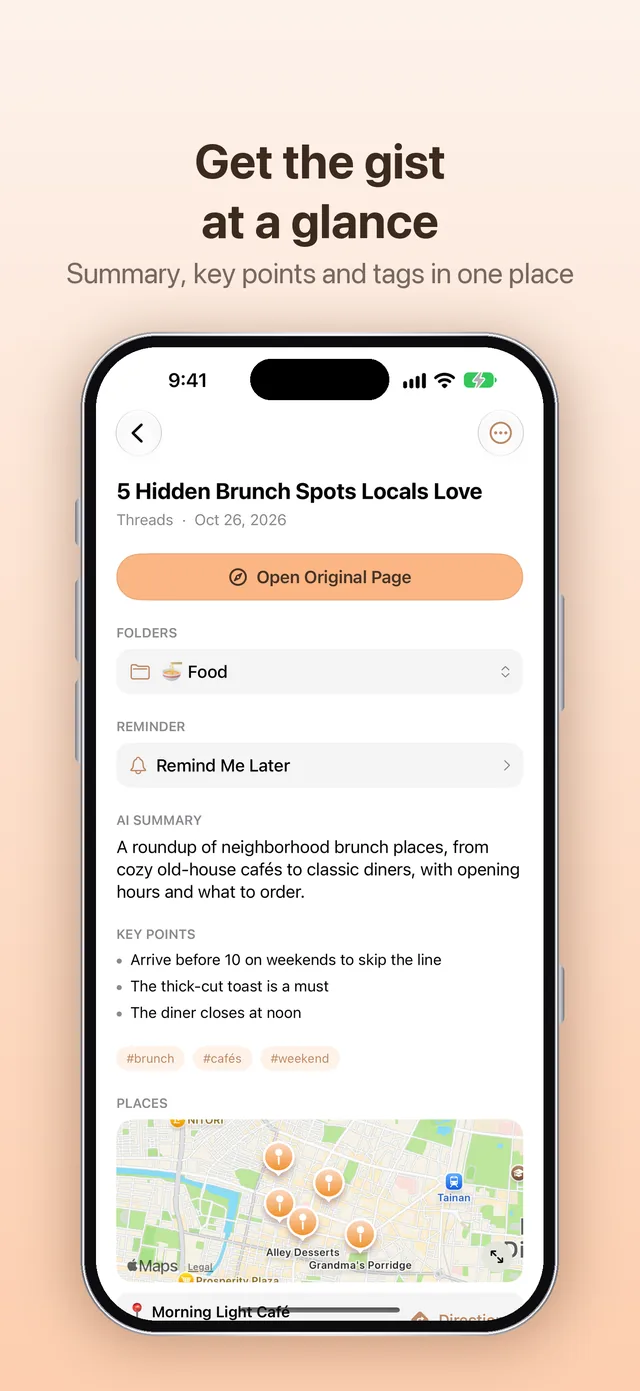 Get the gist
at a glance
Summary, key points and tags in one place
9:41
5 Hidden Brunch Spots Locals Love
Threads · Oct 26, 2026
Open Original Page
FOLDERS
🍜 Food
REMINDER
Remind Me Later
AI SUMMARY
A roundup of neighborhood brunch places, from
cozy old-house cafés to classic diners, with opening
hours and what to order.
KEY POINTS
• Arrive before 10 on weekends to skip the line
• The thick-cut toast is a must
• The diner closes at noon
#brunch #cafés #weekend
PLACES
NITORI
Tainan
Alley Desserts
Grandma's Porridge
Maps Legal
Prosperity Plaza
Morning Light Café